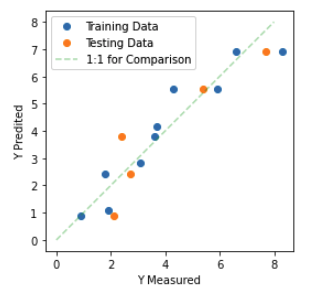 Training Data
Testing Data
1:1 for Comparison
8
7
6
5
4
3
2
1
0
Y Predited
0 2 4 6 8
Y Measured